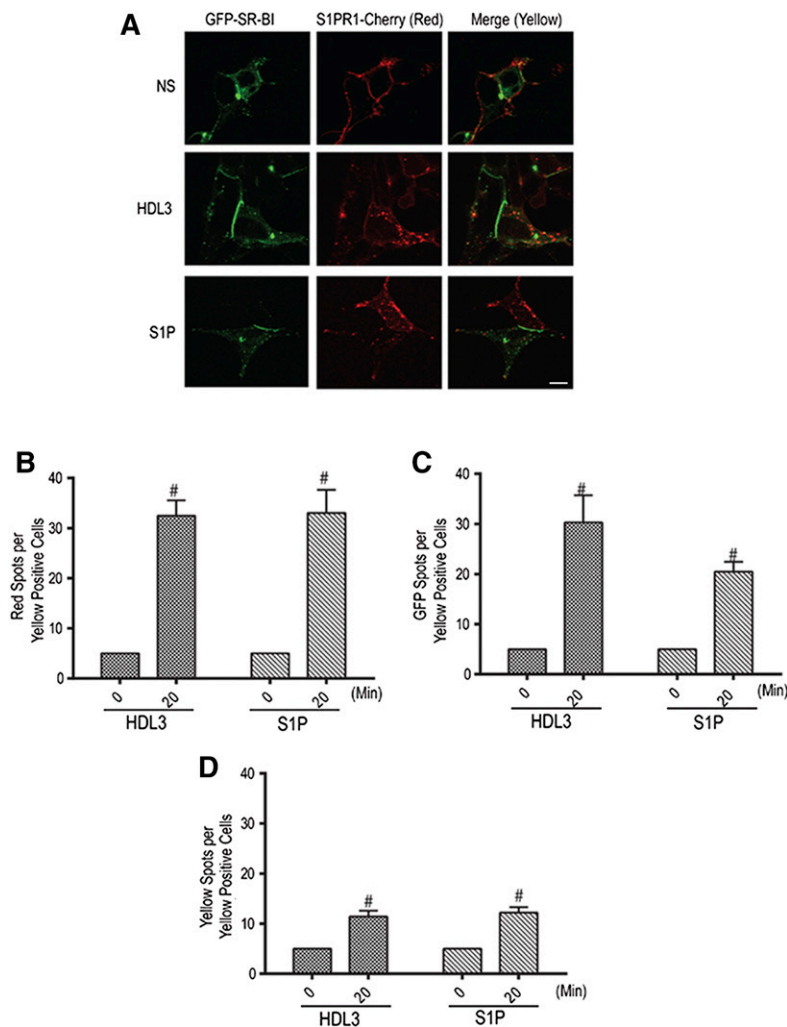 A
GFP-SR-BI S1PR1-Cherry (Red) Merge (Yellow)
NS
HDL3
S1P
B
Red Spots per
Yellow Positive Cells
40
30
20
10
0
# #
0 20 0 20 (Min)
HDL3 S1P
C
GFP Spots per
Yellow Positive Cells
40
30
20
10
0
# #
0 20 0 20 (Min)
HDL3 S1P
D
Yellow Spots per
Yellow Positive Cells
40
30
20
10
0
# #
0 20 0 20 (Min)
HDL3 S1P